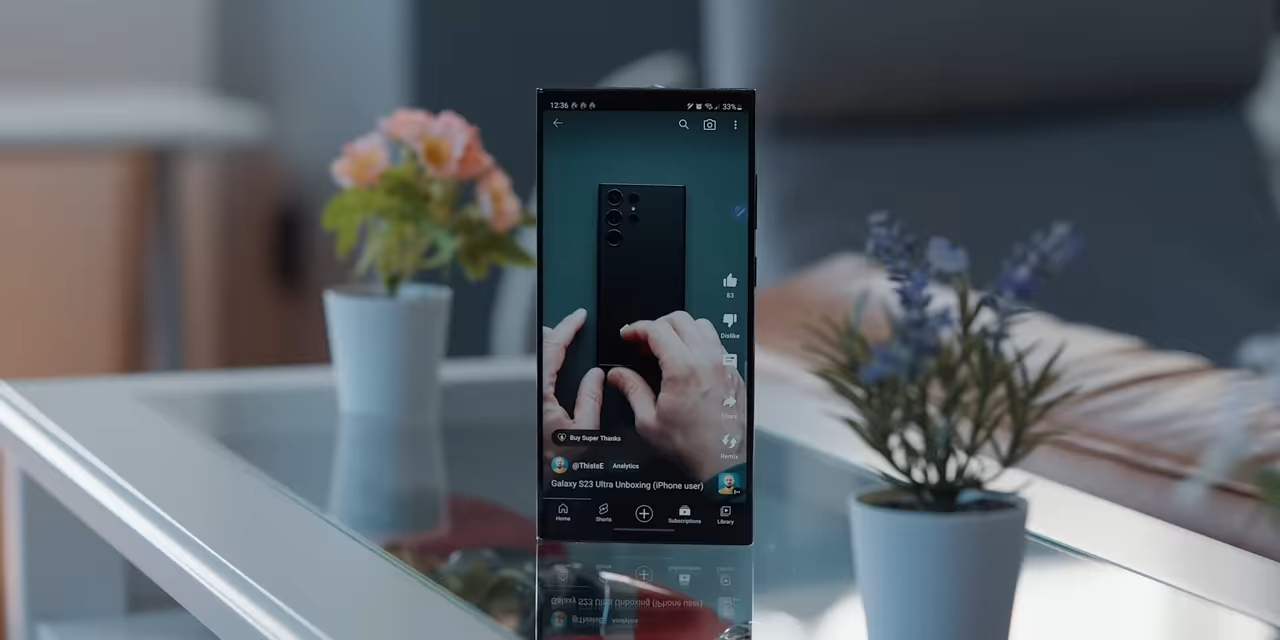 12:36
33%
83
Dislike
Share
Remix
Buy Super Thanks
@ThisIsE Analytics
Galaxy S23 Ultra Unboxing (iPhone user)
Home Shorts Subscriptions Library